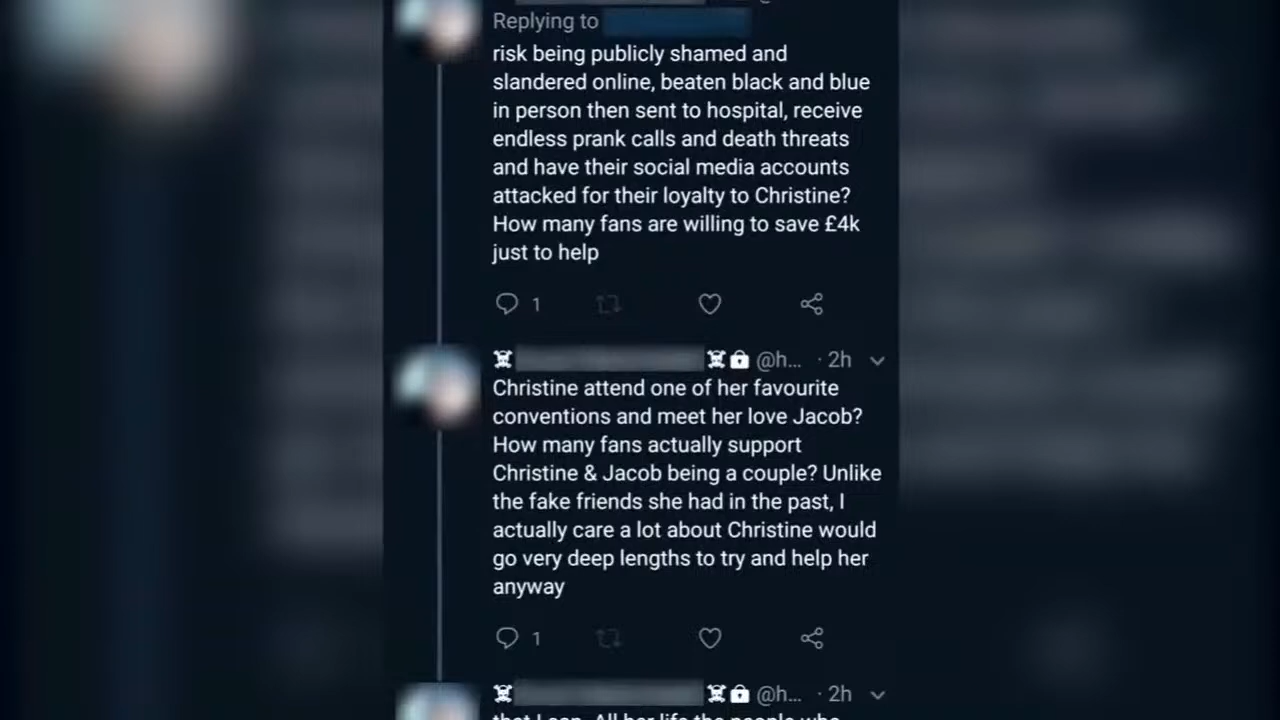 Replying to
risk being publicly shamed and
slandered online, beaten black and blue
in person then sent to hospital, receive
endless prank calls and death threats
and have their social media accounts
attacked for their loyalty to Christine?
How many fans are willing to save £4k
just to help
1
@h... · 2h
Christine attend one of her favourite
conventions and meet her love Jacob?
How many fans actually support
Christine & Jacob being a couple? Unlike
the fake friends she had in the past, I
actually care a lot about Christine would
go very deep lengths to try and help her
anyway
1
@h... · 2h
that I can. All her life the people who